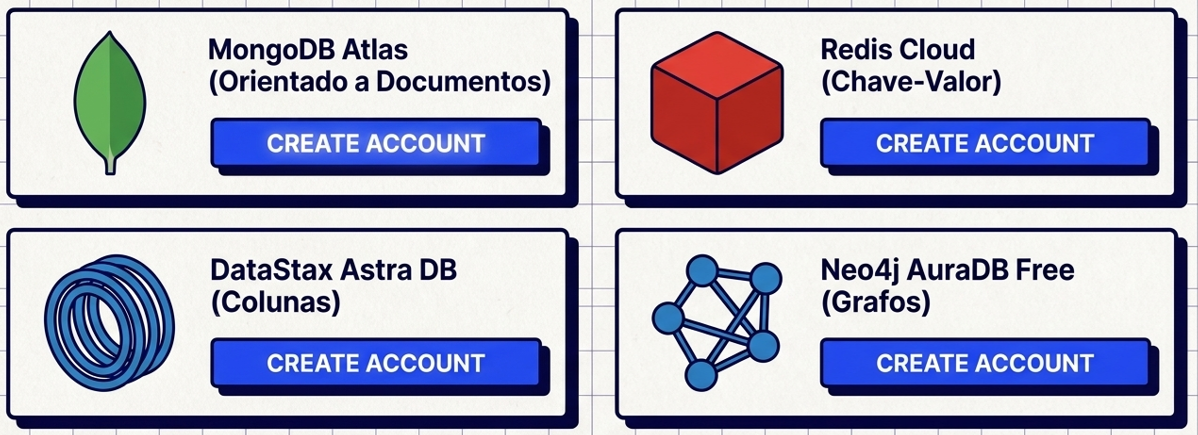 MongoDB Atlas
(Orientado a Documentos)
CREATE ACCOUNT
Redis Cloud
(Chave-Valor)
CREATE ACCOUNT
DataStax Astra DB
(Colunas)
CREATE ACCOUNT
Neo4j AuraDB Free
(Grafos)
CREATE ACCOUNT